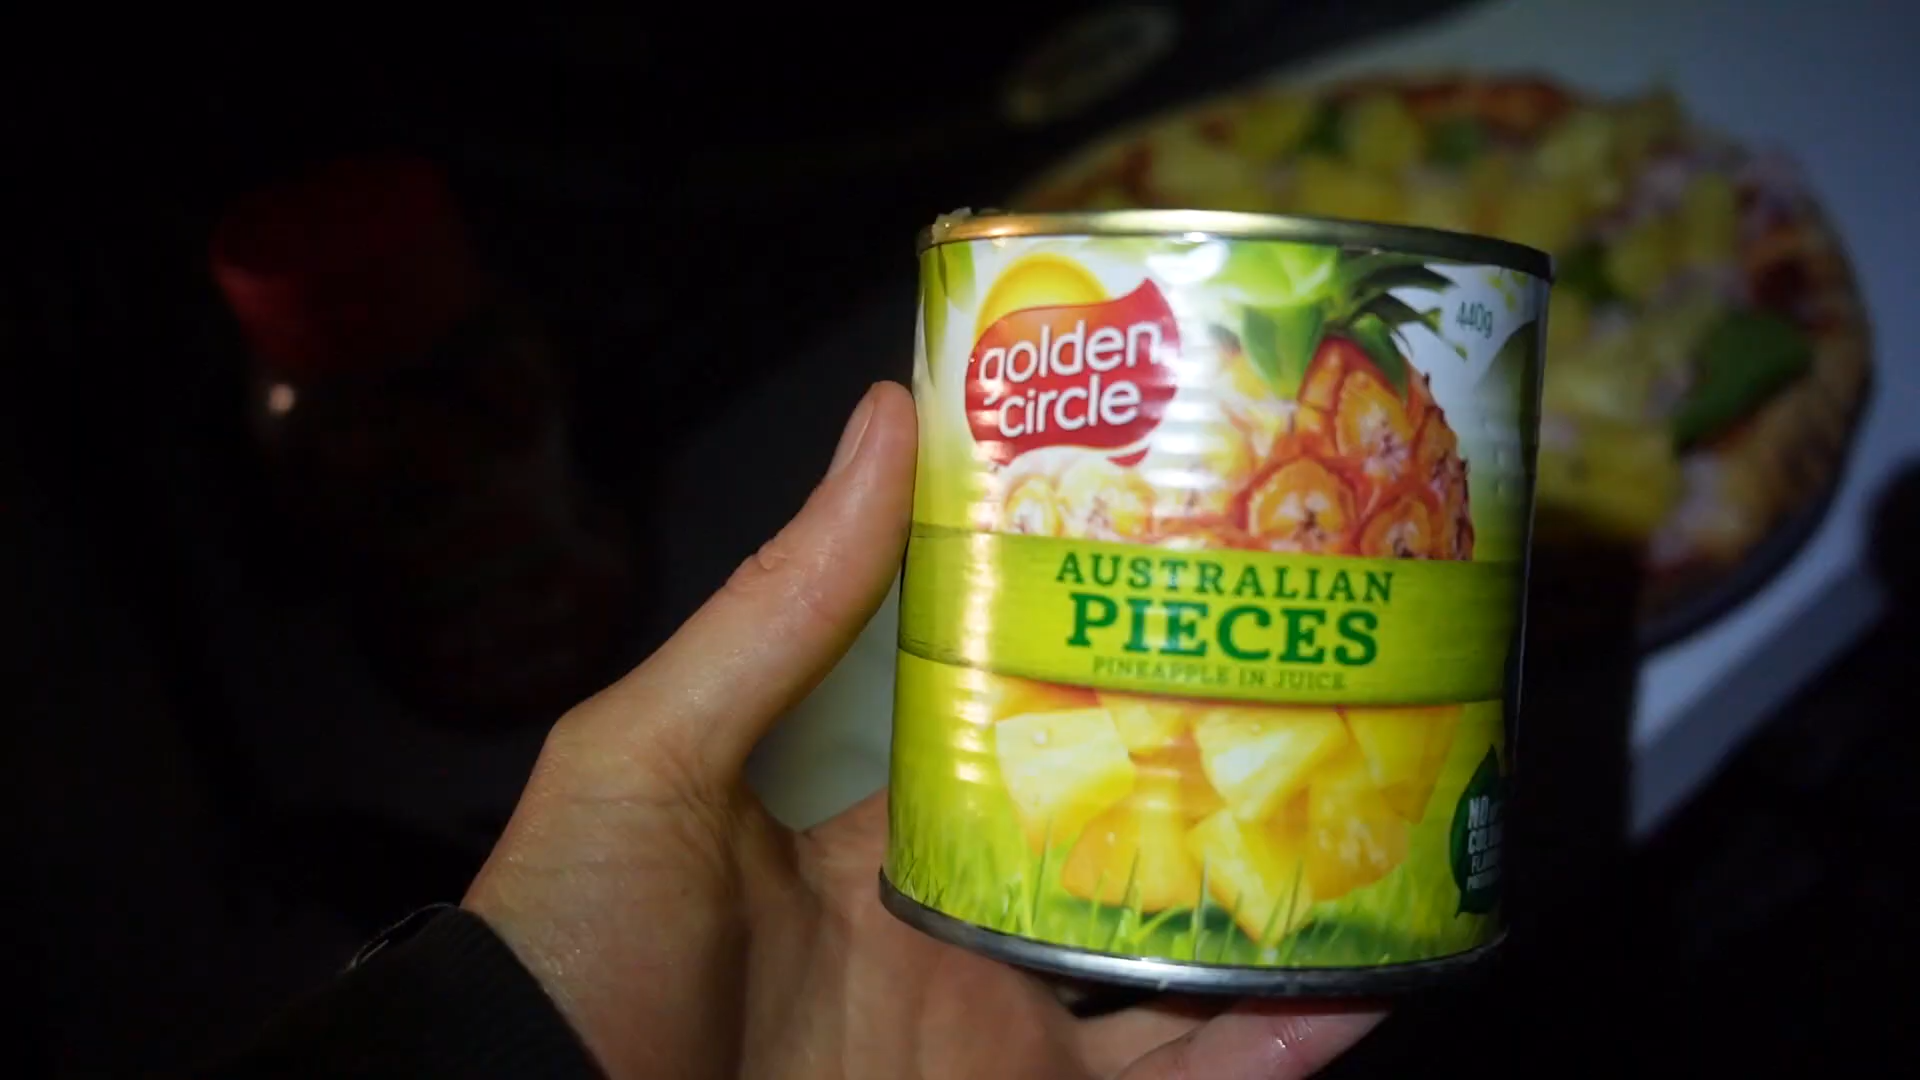 golden
circle
440g
AUSTRALIAN
PIECES
PINEAPPLE IN JUICE
NO